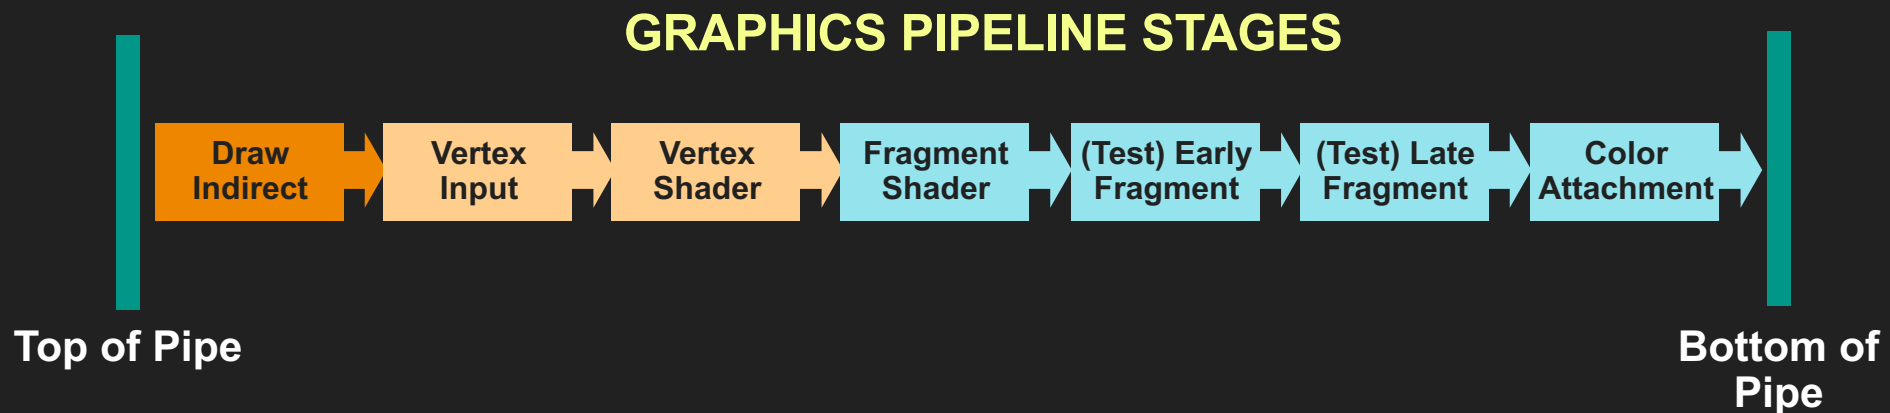 GRAPHICS PIPELINE STAGES
Draw
Indirect
Vertex
Input
Vertex
Shader
Fragment
Shader
(Test) Early
Fragment
(Test) Late
Fragment
Color
Attachment
Top of Pipe
Bottom of
Pipe